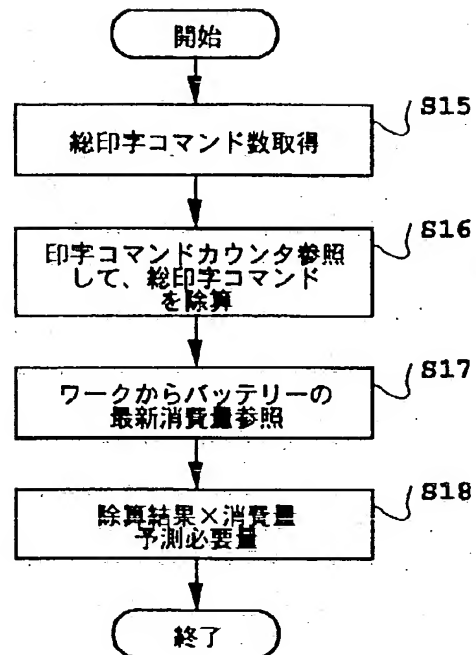 開始
総印字コマンド数取得
S15
印字コマンドカウンタ参照
して、総印字コマンド
を除算
S16
ワークからバッテリーの
最新消費量参照
S17
除算結果×消費量
予測必要量
S18
終了